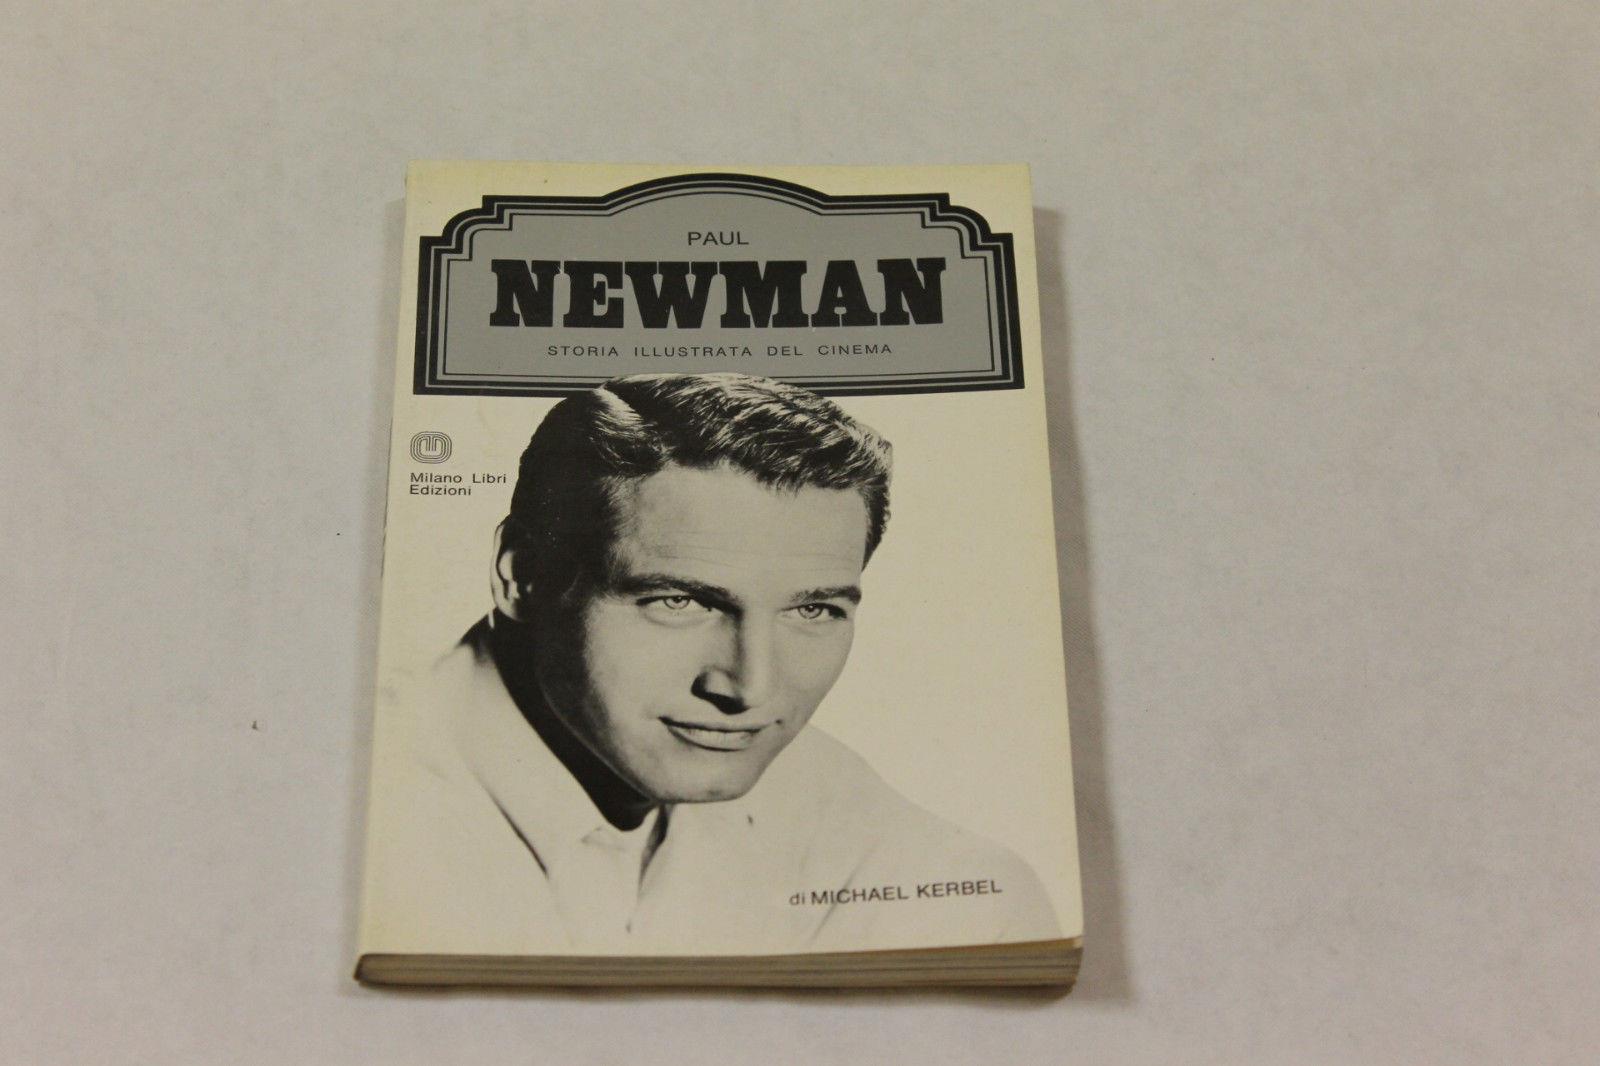 PAUL
NEWMAN
STORIA ILLUSTRATA DEL CINEMA
Milano Libri
Edizioni
di MICHAEL KERBEL